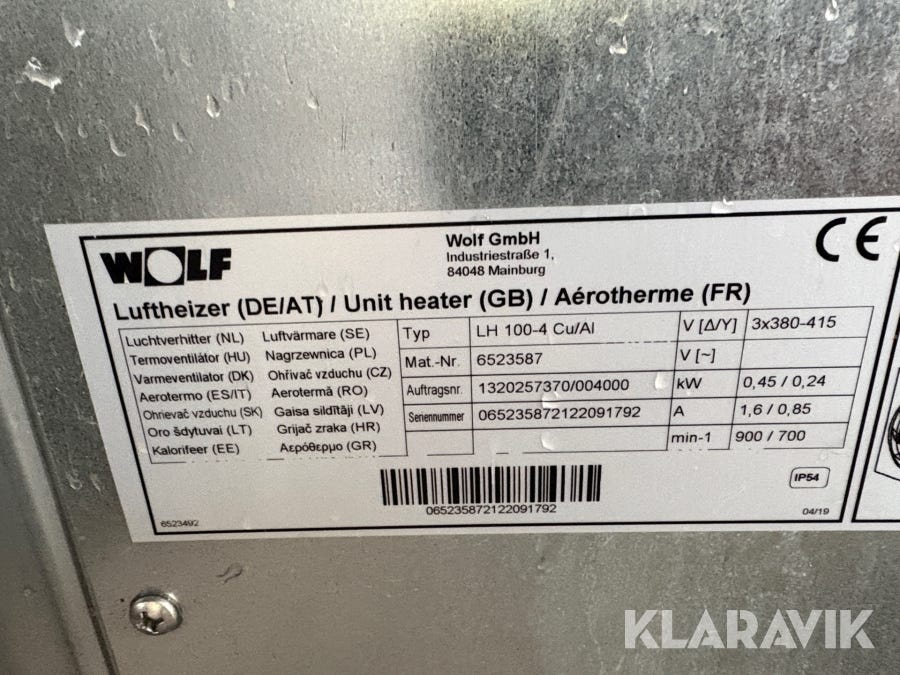 WOLF
Wolf GmbH
Industriestraße 1,
84048 Mainburg
CE
Luftheizer (DE/AT) / Unit heater (GB) / Aérotherme (FR)
Luchtverhitter (NL) Luftvärmare (SE)
Termoventilátor (HU) Nagrzewnica (PL)
Varmeventilator (DK) Ohřivač vzduchu (CZ)
Aerotermo (ES/IT) Aerotermă (RO)
Ohrievač vzduchu (SK) Gaisa sildītāji (LV)
Oro šdytuvai (LT) Grijač zraka (HR)
Kalorifeer (EE) Αερόθερμο (GR)
Typ LH 100-4 Cu/Al V [Δ/Y] 3x380-415
Mat.-Nr. 6523587 V [~]
Auftragsnr. 1320257370/004000 kW 0,45 / 0,24
Seriennummer 065235872122091792 A 1,6 / 0,85
min-1 900 / 700
IP54
065235872122091792
6523492
04/19
KLARAVIK